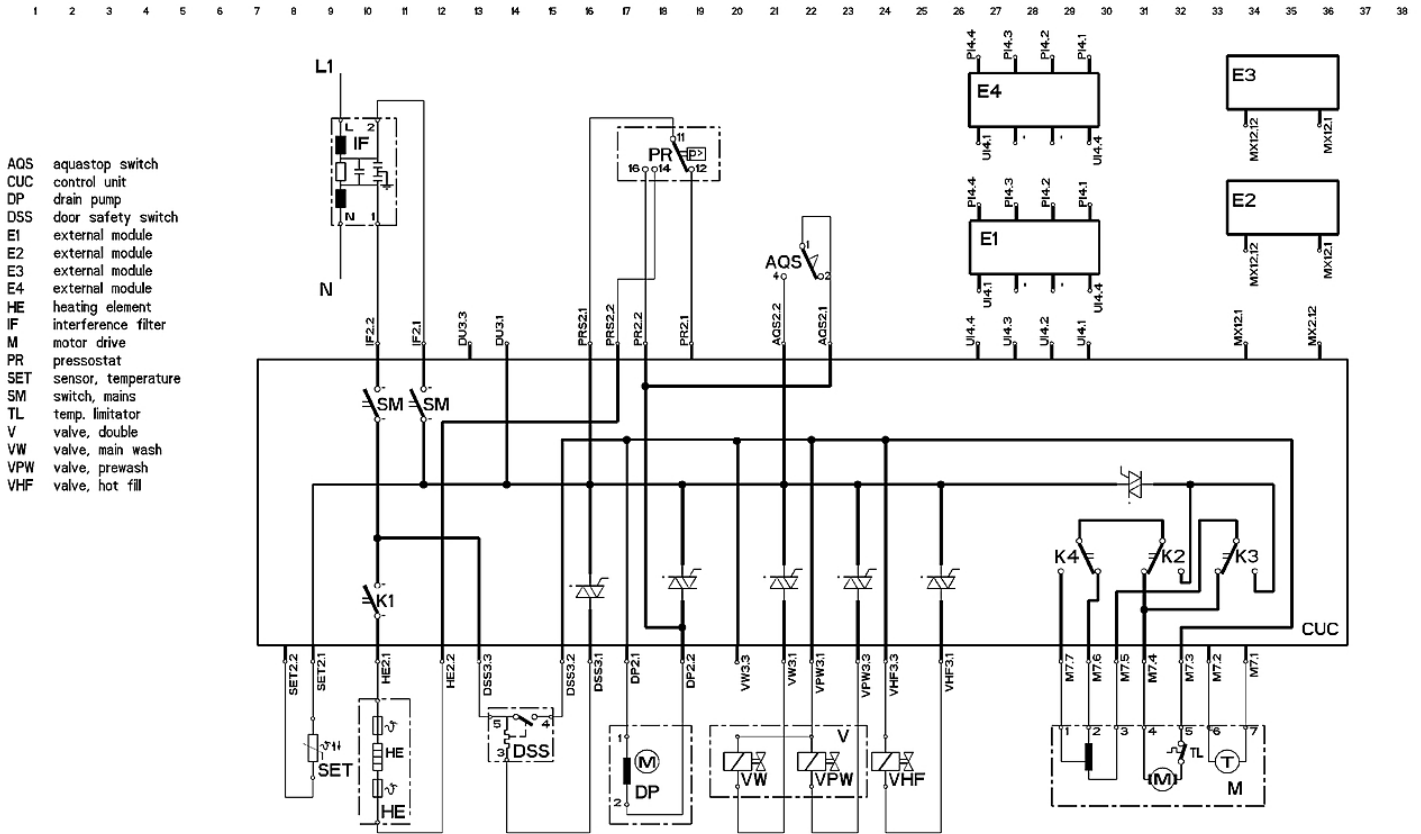 1 2 3 4 5 6 7 8 9 10 11 12 13 14 15 16 17 18 19 20 21 22 23 24 25 26 27 28 29 30 31 32 33 34 35 36 37 38
AQS aquastop switch
CUC control unit
DP drain pump
DSS door safety switch
E1 external module
E2 external module
E3 external module
E4 external module
HE heating element
IF interference filter
M motor drive
PR pressostat
SET sensor, temperature
SM switch, mains
TL temp. limitator
V valve, double
VW valve, main wash
VPW valve, prewash
VHF valve, hot fill
L1
L 2
IF
N 1
N
11
PR p>
16 14 12
1
AQS
4 2
PI4.4 PI4.3 PI4.2 PI4.1
E4
UI4.1 UI4.4
PI4.4 PI4.3 PI4.2 PI4.1
E1
UI4.1 UI4.4
E3
MX12.12 MX12.1
E2
MX12.12 MX12.1
IF2.2 IF2.1 DU3.3 DU3.1 PRS2.1 PRS2.2 PR2.2 PR2.1 AQS2.2 AQS2.1 UI4.4 UI4.3 UI4.2 UI4.1 MX12.1 MX2.12
SM SM
K4 K2 K3
K1
CUC
SET2.2 SET2.1 HE2.1 HE2.2 DSS3.3 DSS3.2 DSS3.1 DP2.1 DP2.2 VW3.3 VW3.1 VPW3.1 VPW3.3 VHF3.3 VHF3.1 M7.7 M7.6 M7.5 M7.4 M7.3 M7.2 M7.1
ϑ
SET
ϑ
HE
ϑ
HE
5 4
3 DSS
1
M
DP
2
V
VW VPW VHF
1 2 3 4 5 6 7
TL
M T
M